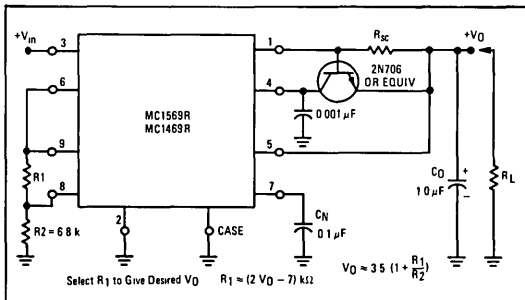 +Vin
3
6
9
R1
8
R2 = 6.8 k
MC1569R
MC1469R
2
CASE
1
RSC
4
2N706
OR EQUIV
0 001 μF
5
7
CN
0 1 μF
+VO
CO
1 0 μF
+
−
RL
VO ≈ 3 5 (1 + R1/R2)
Select R1 to Give Desired VO R1 ≈ (2 VO − 7) kΩ